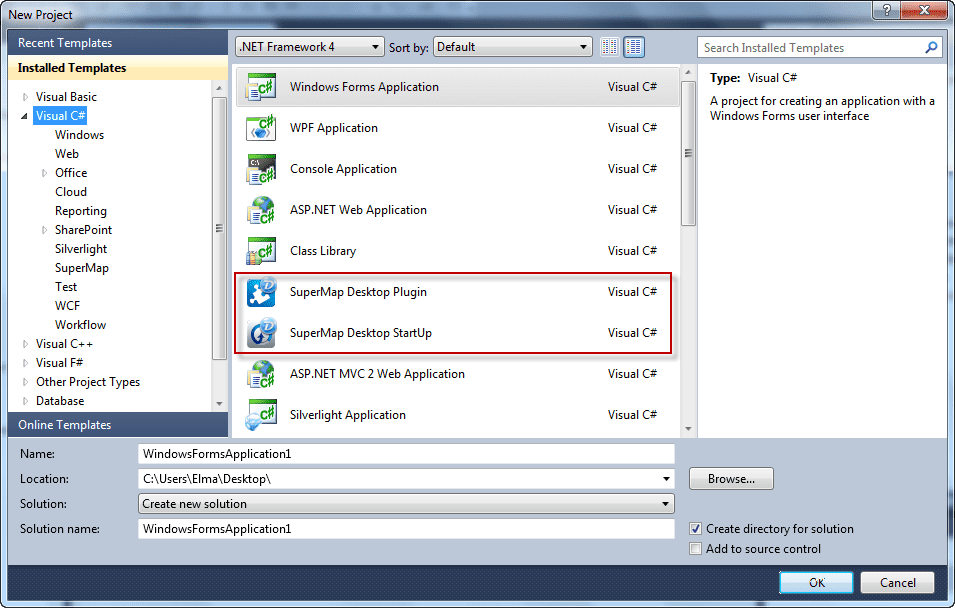 New Project
?
Recent Templates
Installed Templates
Visual Basic
Visual C#
Windows
Web
Office
Cloud
Reporting
SharePoint
Silverlight
SuperMap
Test
WCF
Workflow
Visual C++
Visual F#
Other Project Types
Database
Online Templates
.NET Framework 4 Sort by: Default
Windows Forms Application Visual C#
WPF Application Visual C#
Console Application Visual C#
ASP.NET Web Application Visual C#
Class Library Visual C#
SuperMap Desktop Plugin Visual C#
SuperMap Desktop StartUp Visual C#
ASP.NET MVC 2 Web Application Visual C#
Silverlight Application Visual C#
Search Installed Templates
Type: Visual C#
A project for creating an application with a
Windows Forms user interface
Name: WindowsFormsApplication1
Location: C:\Users\Elma\Desktop\ Browse...
Solution: Create new solution
Solution name: WindowsFormsApplication1 Create directory for solution
Add to source control
OK Cancel